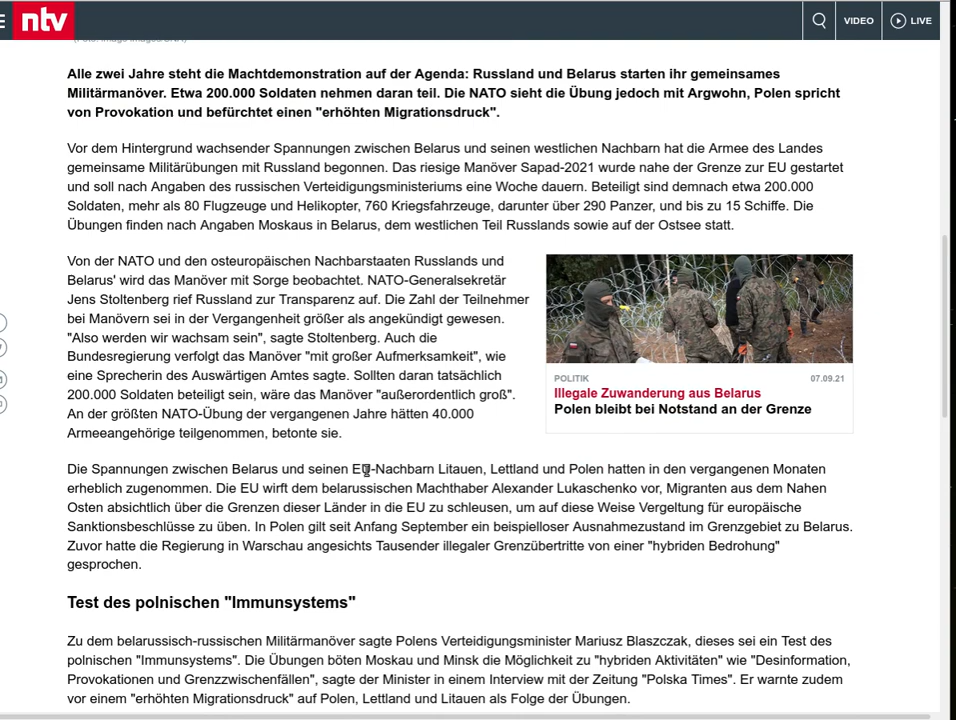 ntv
VIDEO
LIVE
Alle zwei Jahre steht die Machtdemonstration auf der Agenda: Russland und Belarus starten ihr gemeinsames
Militärmanöver. Etwa 200.000 Soldaten nehmen daran teil. Die NATO sieht die Übung jedoch mit Argwohn, Polen spricht
von Provokation und befürchtet einen "erhöhten Migrationsdruck".
Vor dem Hintergrund wachsender Spannungen zwischen Belarus und seinen westlichen Nachbarn hat die Armee des Landes
gemeinsame Militärübungen mit Russland begonnen. Das riesige Manöver Sapad-2021 wurde nahe der Grenze zur EU gestartet
und soll nach Angaben des russischen Verteidigungsministeriums eine Woche dauern. Beteiligt sind demnach etwa 200.000
Soldaten, mehr als 80 Flugzeuge und Helikopter, 760 Kriegsfahrzeuge, darunter über 290 Panzer, und bis zu 15 Schiffe. Die
Übungen finden nach Angaben Moskaus in Belarus, dem westlichen Teil Russlands sowie auf der Ostsee statt.
Von der NATO und den osteuropäischen Nachbarstaaten Russlands und
Belarus' wird das Manöver mit Sorge beobachtet. NATO-Generalsekretär
Jens Stoltenberg rief Russland zur Transparenz auf. Die Zahl der Teilnehmer
bei Manövern sei in der Vergangenheit größer als angekündigt gewesen.
"Also werden wir wachsam sein", sagte Stoltenberg. Auch die
Bundesregierung verfolgt das Manöver "mit großer Aufmerksamkeit", wie
eine Sprecherin des Auswärtigen Amtes sagte. Sollten daran tatsächlich
200.000 Soldaten beteiligt sein, wäre das Manöver "außerordentlich groß".
An der größten NATO-Übung der vergangenen Jahre hätten 40.000
Armeeangehörige teilgenommen, betonte sie.
POLITIK 07.09.21
Illegale Zuwanderung aus Belarus
Polen bleibt bei Notstand an der Grenze
Die Spannungen zwischen Belarus und seinen EU-Nachbarn Litauen, Lettland und Polen hatten in den vergangenen Monaten
erheblich zugenommen. Die EU wirft dem belarussischen Machthaber Alexander Lukaschenko vor, Migranten aus dem Nahen
Osten absichtlich über die Grenzen dieser Länder in die EU zu schleusen, um auf diese Weise Vergeltung für europäische
Sanktionsbeschlüsse zu üben. In Polen gilt seit Anfang September ein beispielloser Ausnahmezustand im Grenzgebiet zu Belarus.
Zuvor hatte die Regierung in Warschau angesichts Tausender illegaler Grenzübertritte von einer "hybriden Bedrohung"
gesprochen.
Test des polnischen "Immunsystems"
Zu dem belarussisch-russischen Militärmanöver sagte Polens Verteidigungsminister Mariusz Blaszczak, dieses sei ein Test des
polnischen "Immunsystems". Die Übungen böten Moskau und Minsk die Möglichkeit zu "hybriden Aktivitäten" wie "Desinformation,
Provokationen und Grenzzwischenfällen", sagte der Minister in einem Interview mit der Zeitung "Polska Times". Er warnte zudem
vor einem "erhöhten Migrationsdruck" auf Polen, Lettland und Litauen als Folge der Übungen.